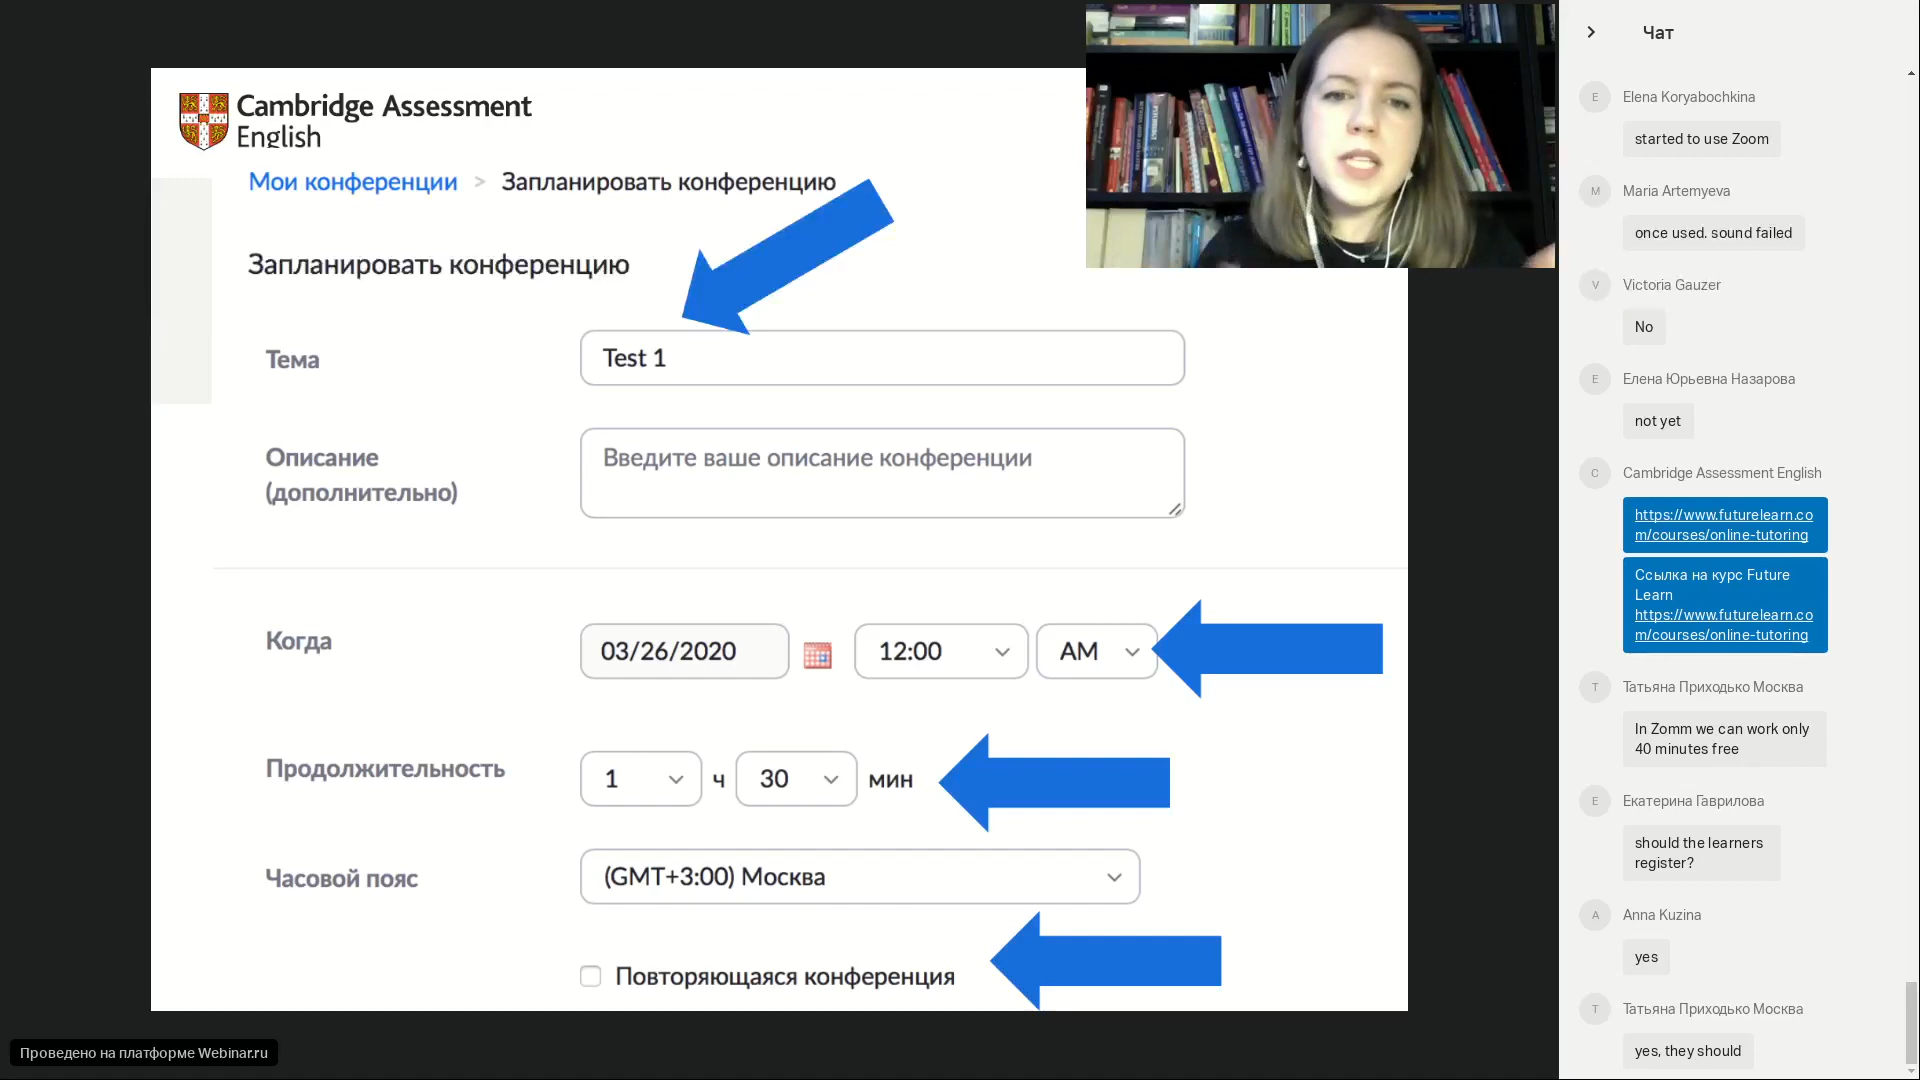 Cambridge Assessment
English
Мои конференции > Запланировать конференцию
Запланировать конференцию
Тема
Test 1
Описание
(дополнительно)
Введите ваше описание конференции
Когда
03/26/2020
12:00
AM
Продолжительность
1
ч
30
мин
Часовой пояс
(GMT+3:00) Москва
Повторяющаяся конференция
Проведено на платформе Webinar.ru
Чат
E
Elena Koryabochkina
started to use Zoom
M
Maria Artemyeva
once used. sound failed
V
Victoria Gauzer
No
Е
Елена Юрьевна Назарова
not yet
C
Cambridge Assessment English
https://www.futurelearn.co
m/courses/online-tutoring
Ссылка на курс Future
Learn
https://www.futurelearn.co
m/courses/online-tutoring
Т
Татьяна Приходько Москва
In Zomm we can work only
40 minutes free
Е
Екатерина Гаврилова
should the learners
register?
A
Anna Kuzina
yes
Т
Татьяна Приходько Москва
yes, they should